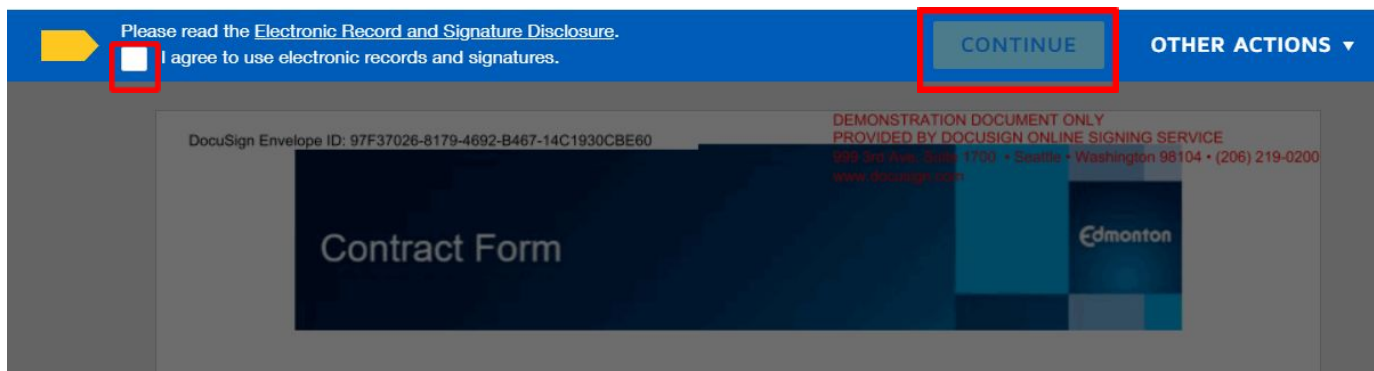 Please read the Electronic Record and Signature Disclosure.
I agree to use electronic records and signatures.
CONTINUE
OTHER ACTIONS ▼
DocuSign Envelope ID: 97F37026-8179-4692-B467-14C1930CBE60
DEMONSTRATION DOCUMENT ONLY
PROVIDED BY DOCUSIGN ONLINE SIGNING SERVICE
999 3rd Ave, Suite 1700 • Seattle • Washington 98104 • (206) 219-0200
www.docusign.com
Contract Form
Edmonton